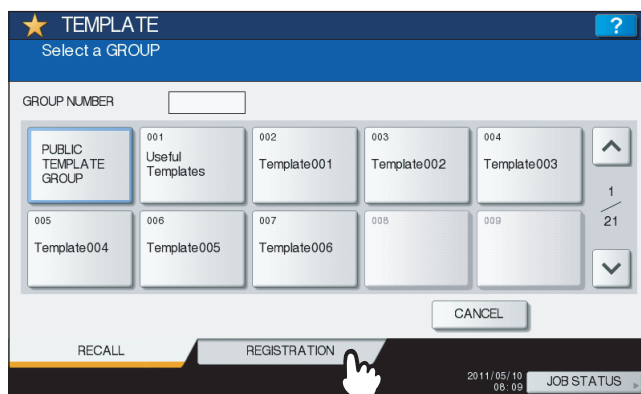 TEMPLATE
?
Select a GROUP
GROUP NUMBER
PUBLIC
TEMPLATE
GROUP
001
Useful
Templates
002
Template001
003
Template002
004
Template003
1
21
005
Template004
006
Template005
007
Template006
008
009
CANCEL
RECALL
REGISTRATION
2011/05/10
08:09
JOB STATUS